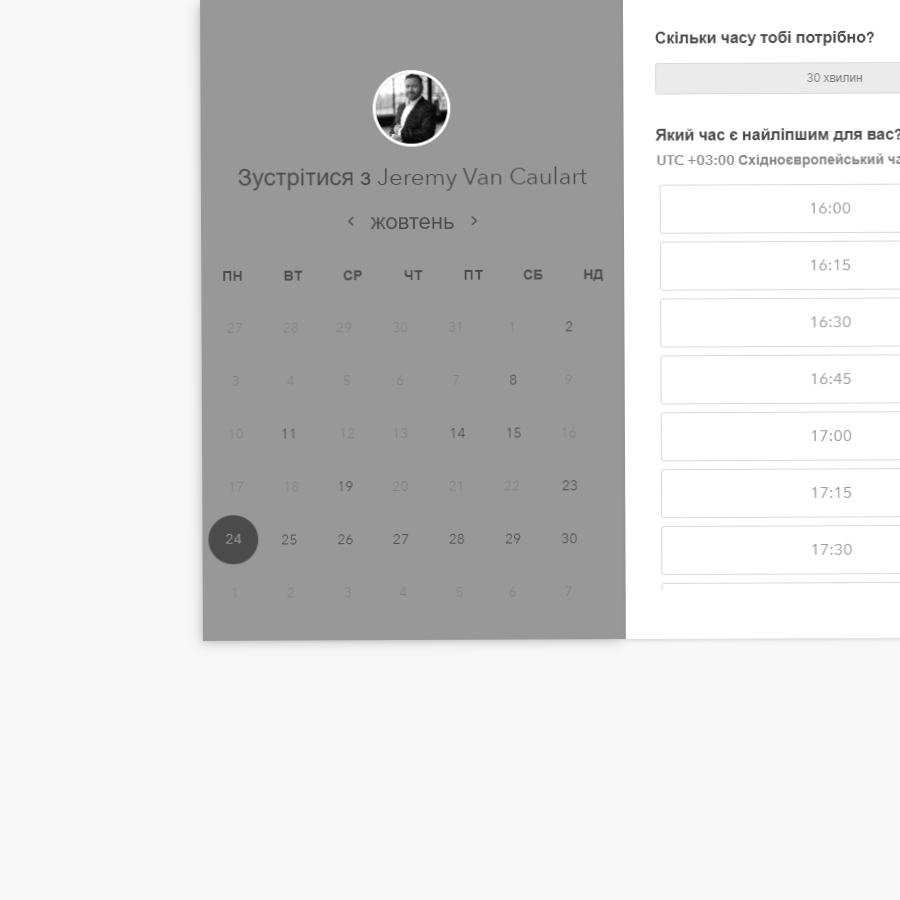 Зустрітися з Jeremy Van Caulart
жовтень
ПН ВТ СР ЧТ ПТ СБ НД
27 28 29 30 31 1 2
3 4 5 6 7 8 9
10 11 12 13 14 15 16
17 18 19 20 21 22 23
24 25 26 27 28 29 30
1 2 3 4 5 6 7
Скільки часу тобі потрібно?
30 хвилин
Який час є найліпшим для вас?
UTC +03:00 Східноєвропейський
16:00
16:15
16:30
16:45
17:00
17:15
17:30